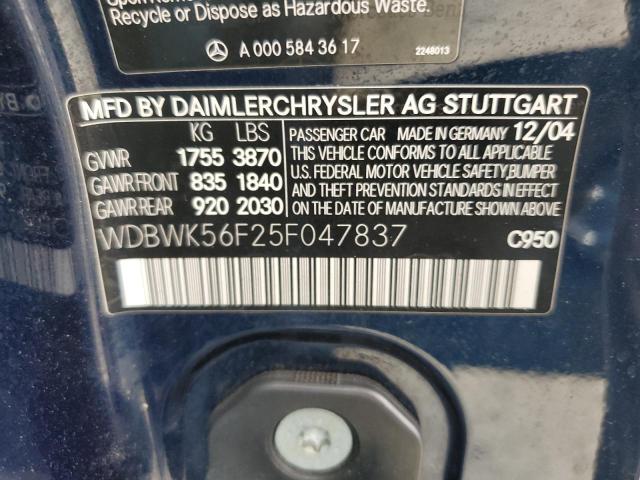 Recycle or Dispose as Hazardous Waste.
A 000 584 36 17
2248013
MFD BY DAIMLERCHRYSLER AG STUTTGART
KG LBS
GVWR 1755 3870
GAWR FRONT 835 1840
GAWR REAR 920 2030
PASSENGER CAR MADE IN GERMANY 12/04
THIS VEHICLE CONFORMS TO ALL APPLICABLE
U.S. FEDERAL MOTOR VEHICLE SAFETY,BUMPER
AND THEFT PREVENTION STANDARDS IN EFFECT
ON THE DATE OF MANUFACTURE SHOWN ABOVE.
WDBWK56F25F047837
C950